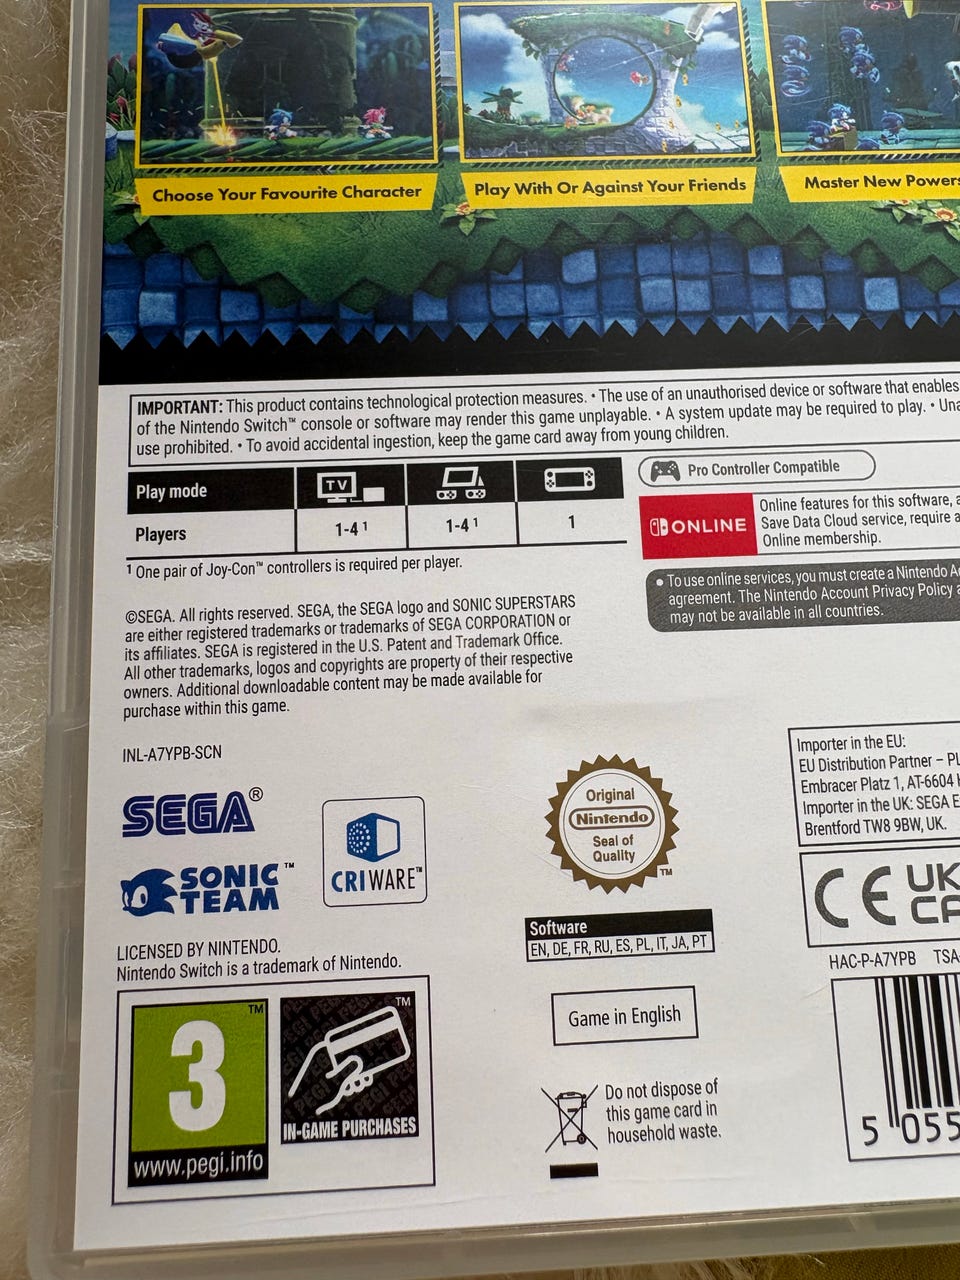 Choose Your Favourite Character
Play With Or Against Your Friends
Master New Powers
IMPORTANT: This product contains technological protection measures. • The use of an unauthorised device or software that enables
of the Nintendo Switch™ console or software may render this game unplayable. • A system update may be required to play. •
use prohibited. • To avoid accidental ingestion, keep the game card away from young children.
Play mode TV
Players 1-4 ¹ 1-4 ¹ 1
¹ One pair of Joy-Con™ controllers is required per player.
Pro Controller Compatible
ONLINE
Online features for this software,
Save Data Cloud service, require a
Online membership.
• To use online services, you must create a Nintendo
agreement. The Nintendo Account Privacy Policy
may not be available in all countries.
©SEGA. All rights reserved. SEGA, the SEGA logo and SONIC SUPERSTARS
are either registered trademarks or trademarks of SEGA CORPORATION or
its affiliates. SEGA is registered in the U.S. Patent and Trademark Office.
All other trademarks, logos and copyrights are property of their respective
owners. Additional downloadable content may be made available for
purchase within this game.
INL-A7YPB-SCN
SEGA®
SONIC
TEAM™
CRIWARE™
Original
Nintendo
Seal of
Quality
TM
Importer in the EU:
EU Distribution Partner –
Embracer Platz 1, AT-6604
Importer in the UK: SEGA
Brentford TW8 9BW, UK.
CE UK
CA
Software
EN, DE, FR, RU, ES, PL, IT, JA, PT
LICENSED BY NINTENDO.
Nintendo Switch is a trademark of Nintendo.
HAC-P-A7YPB TSA-
Game in English
3
TM
www.pegi.info
TM
IN-GAME PURCHASES
Do not dispose of
this game card in
household waste.
5 055